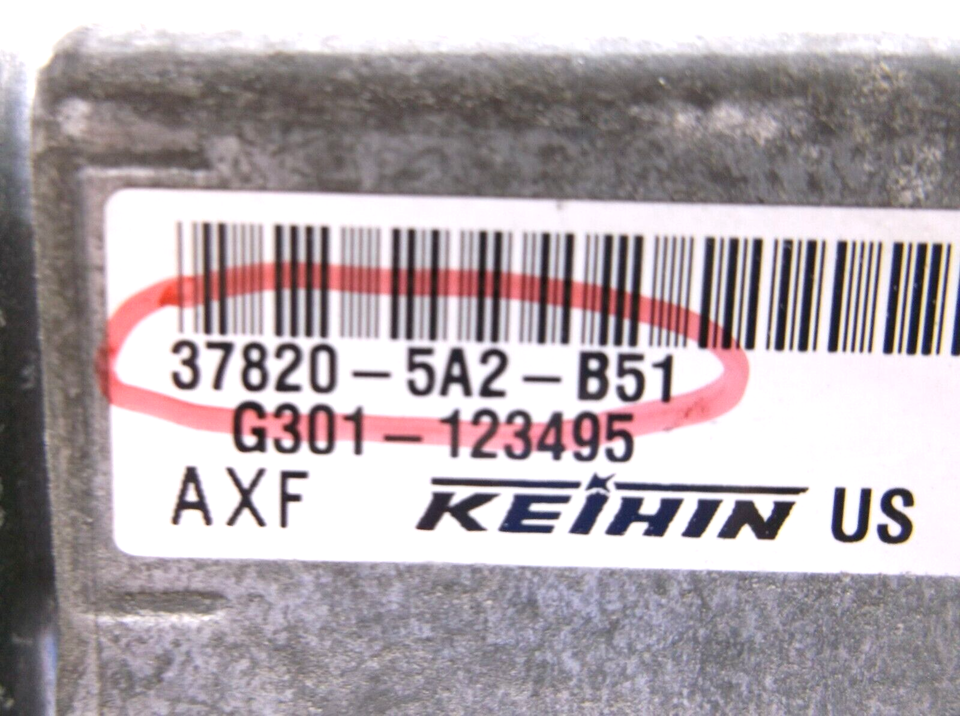 37820-5A2-B51
G301-123495
AXF KEIHIN US